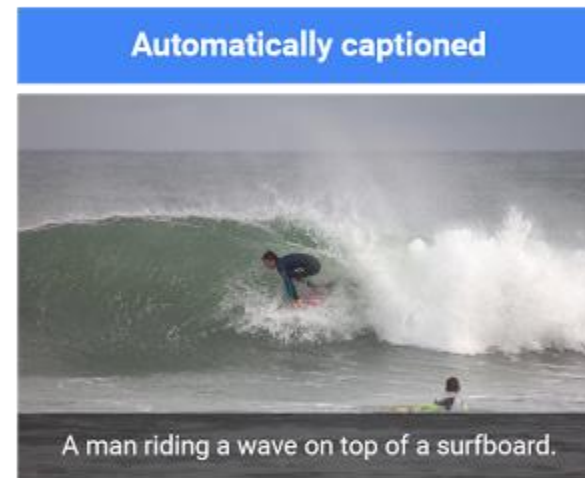 Automatically captioned
A man riding a wave on top of a surfboard.